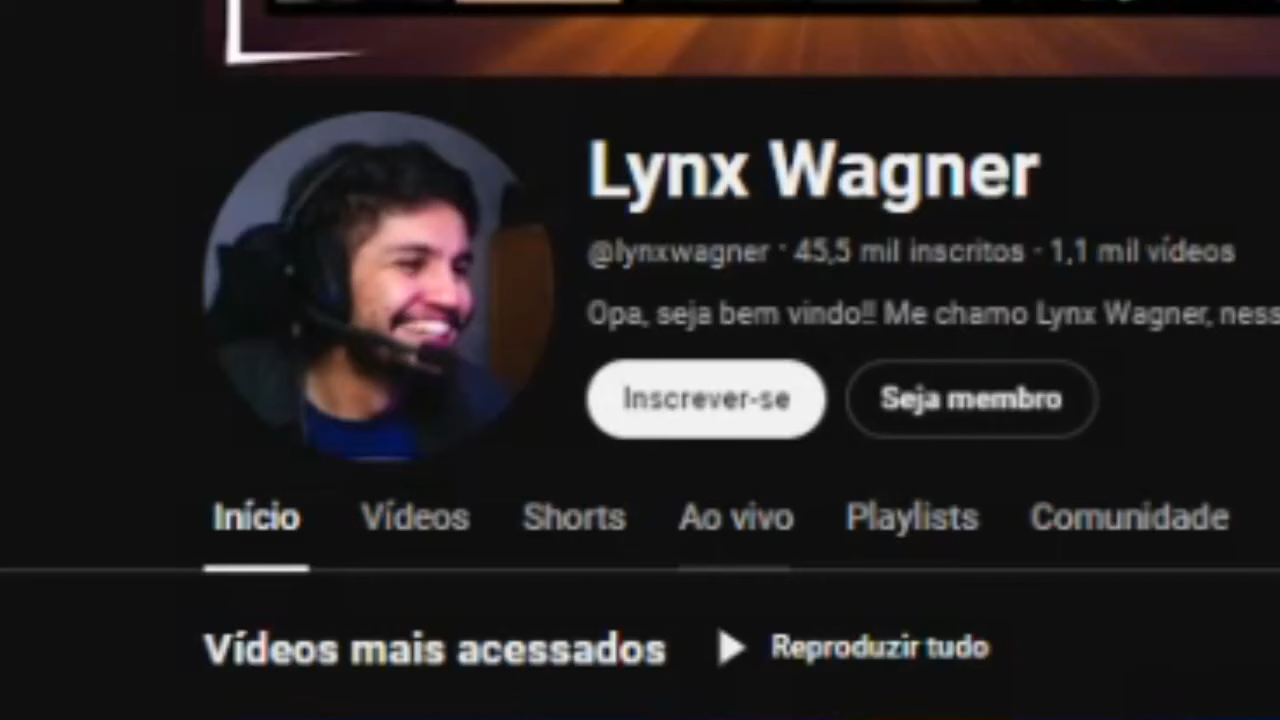 Lynx Wagner
@lynxwagner · 45,5 mil inscritos · 1,1 mil vídeos
Opa, seja bem vindo!! Me chamo Lynx Wagner, ness
Inscrever-se Seja membro
Início Vídeos Shorts Ao vivo Playlists Comunidade
Vídeos mais acessados Reproduzir tudo